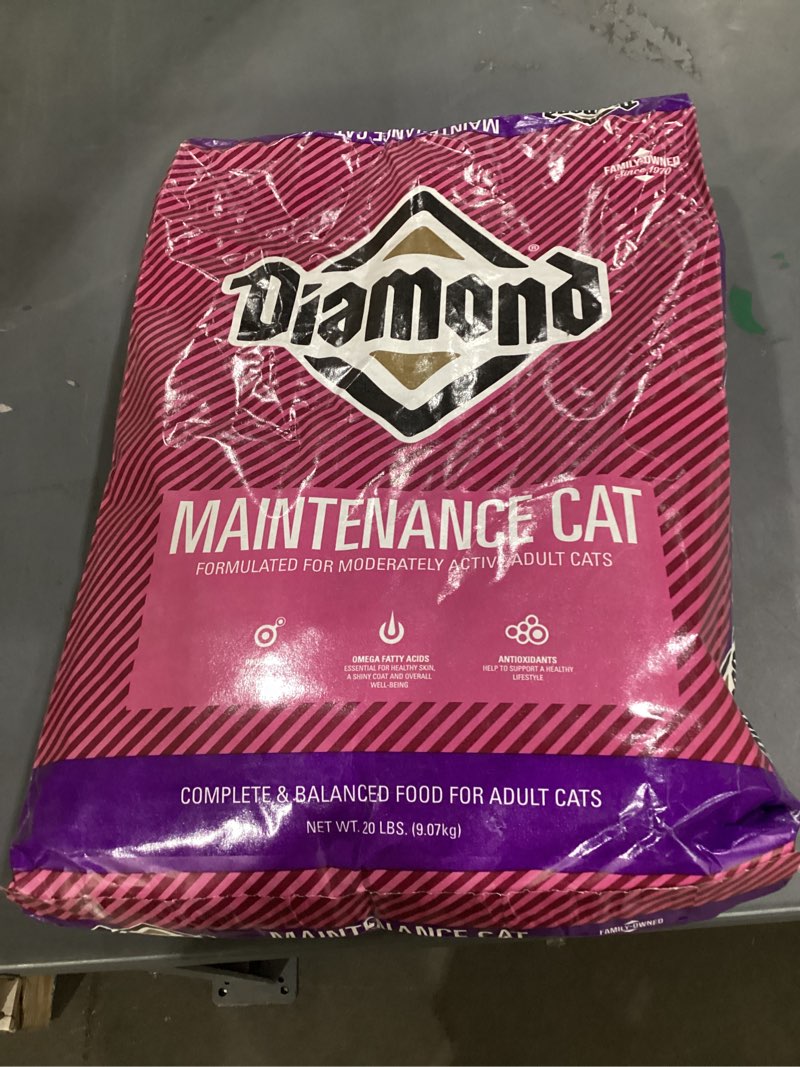 MAINTENANCE CAT
FAMILY OWNED
Since 1970
Diamond®
MAINTENANCE CAT
FORMULATED FOR MODERATELY ACTIVE ADULT CATS
OMEGA FATTY ACIDS
ESSENTIAL FOR HEALTHY SKIN,
A SHINY COAT AND OVERALL
WELL-BEING
ANTIOXIDANTS
HELP TO SUPPORT A HEALTHY
LIFESTYLE
COMPLETE & BALANCED FOOD FOR ADULT CATS
NET WT. 20 LBS. (9.07kg)
MAINTENANCE CAT
FAMILY OWNED